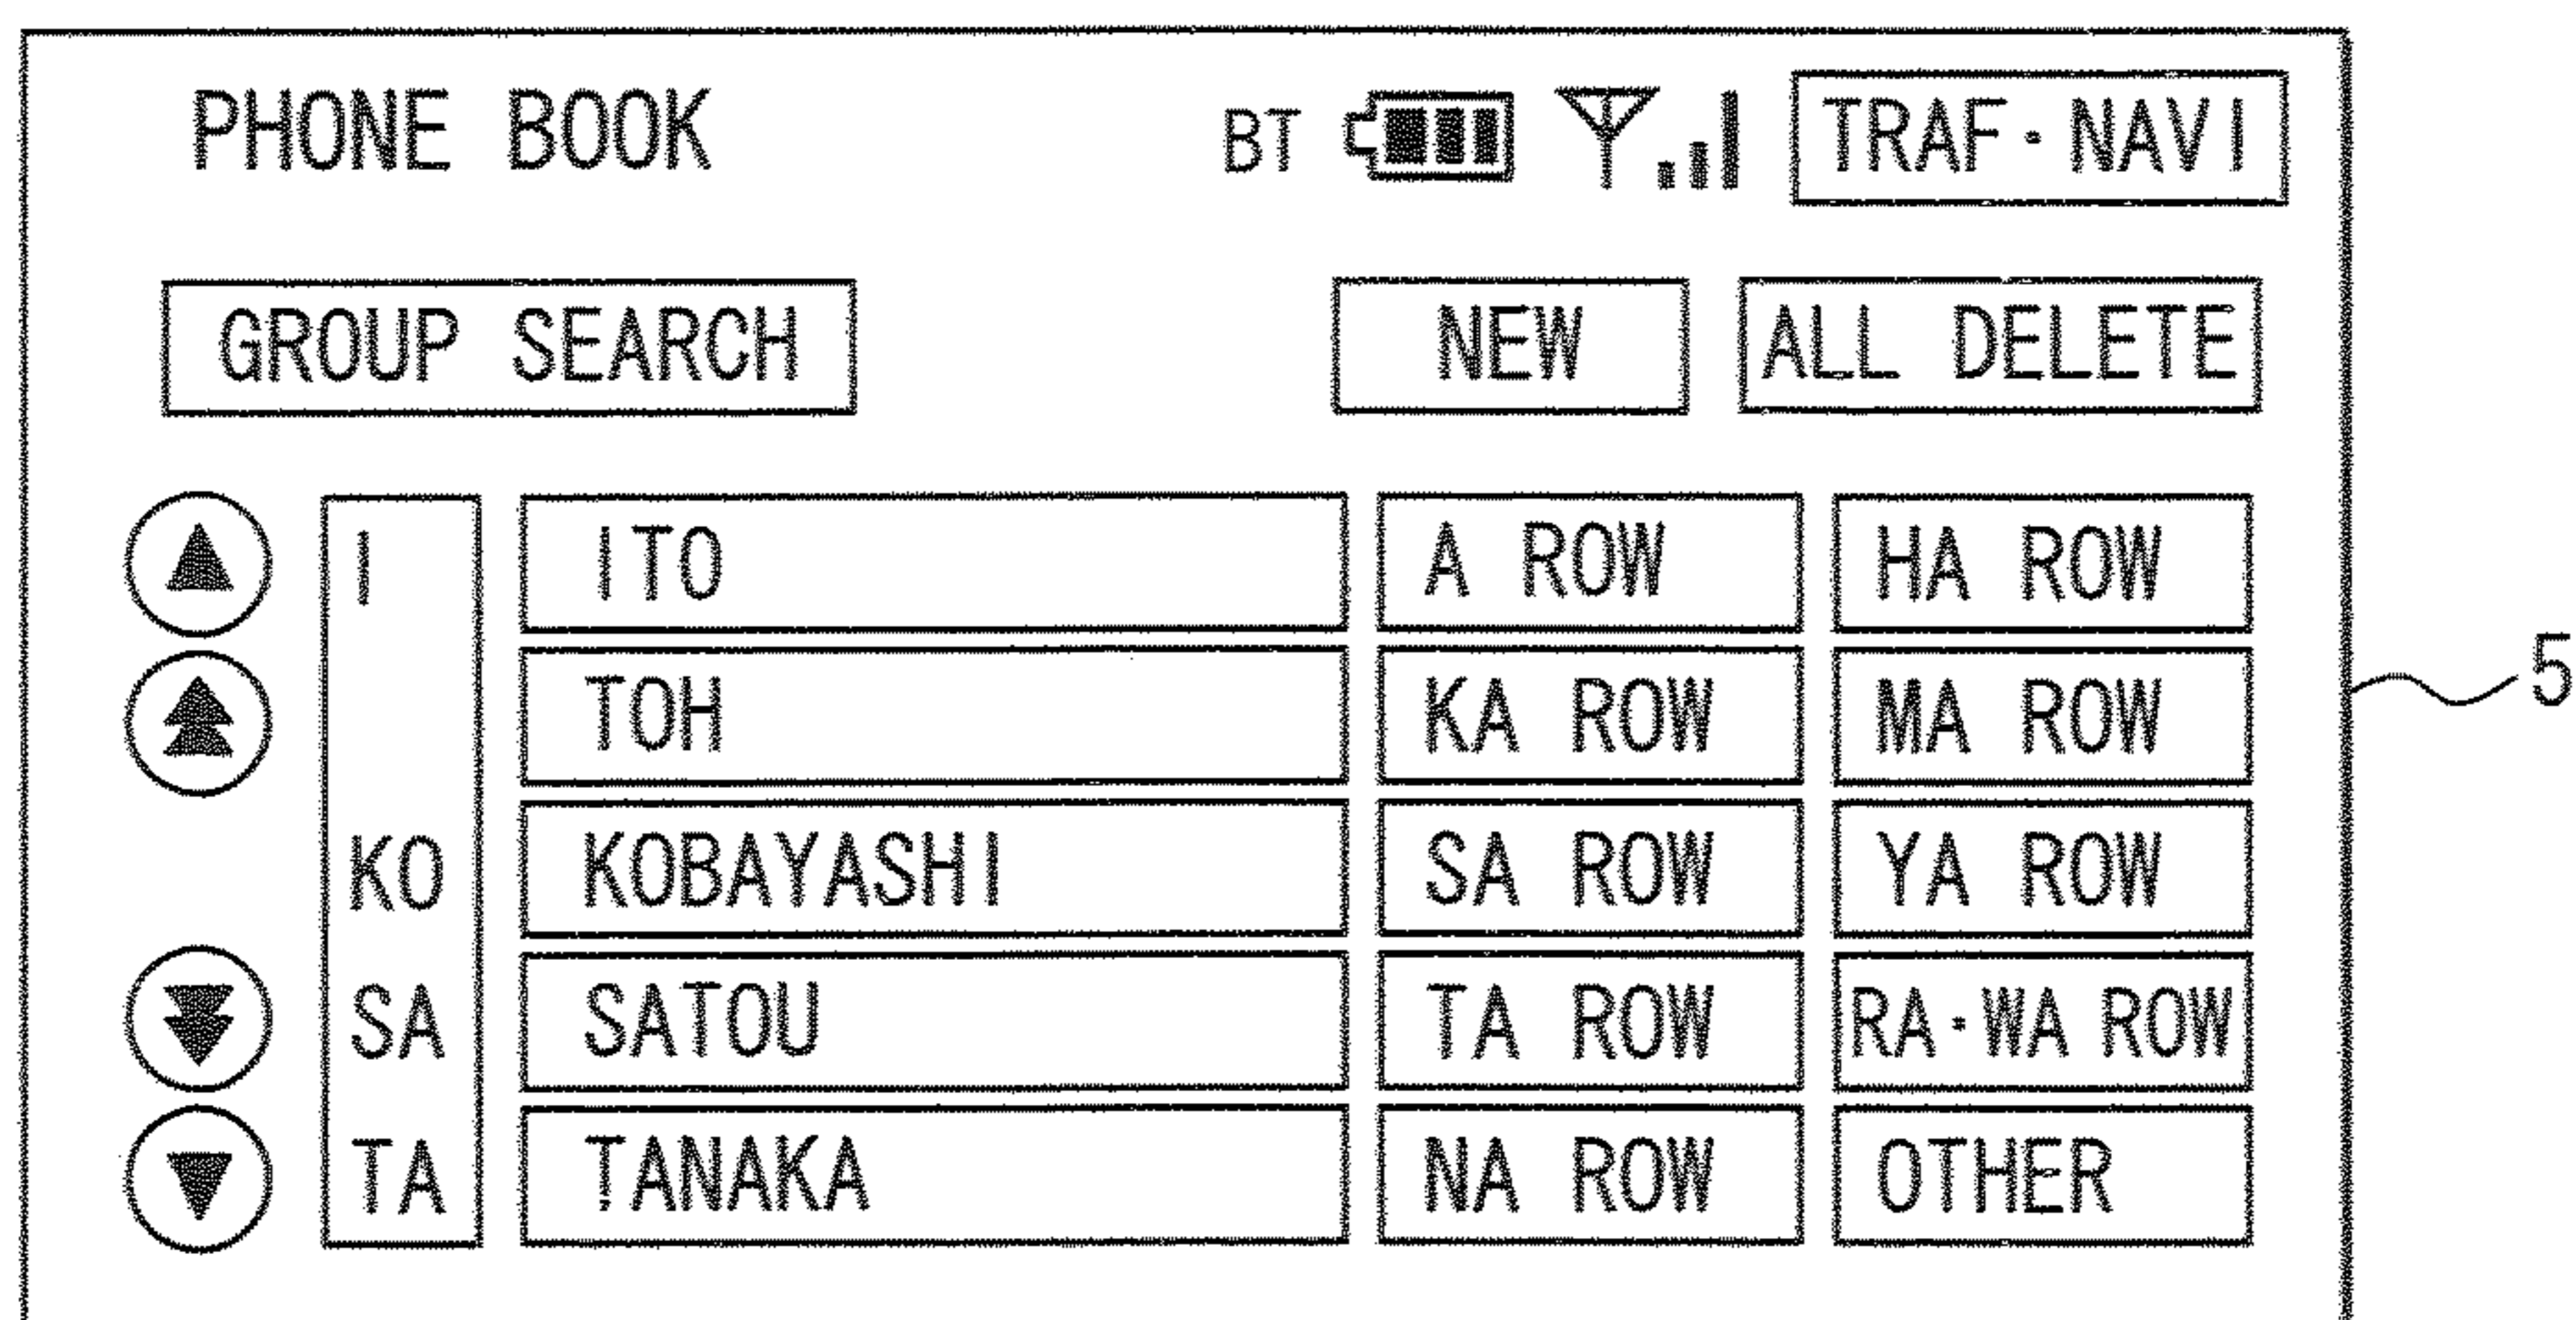 PHONE BOOK BT TRAF·NAVI
GROUP SEARCH NEW ALL DELETE
I ITO A ROW HA ROW
TOH KA ROW MA ROW
5
KO KOBAYASHI SA ROW YA ROW
SA SATOU TA ROW RA·WA ROW
TA TANAKA NA ROW OTHER